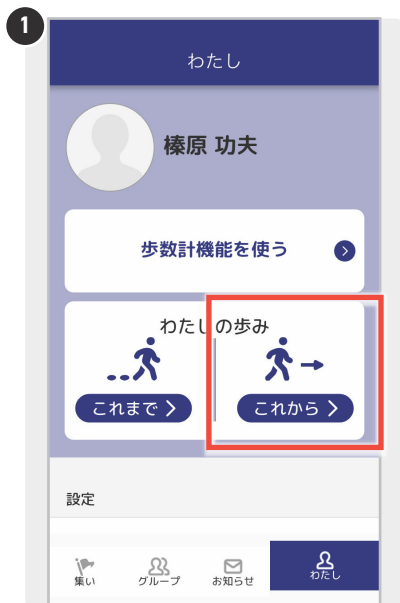 1
わたし
榛原 功夫
歩数計機能を使う
わたしの歩み
これまで
これから
設定
集い
グループ
お知らせ
わたし